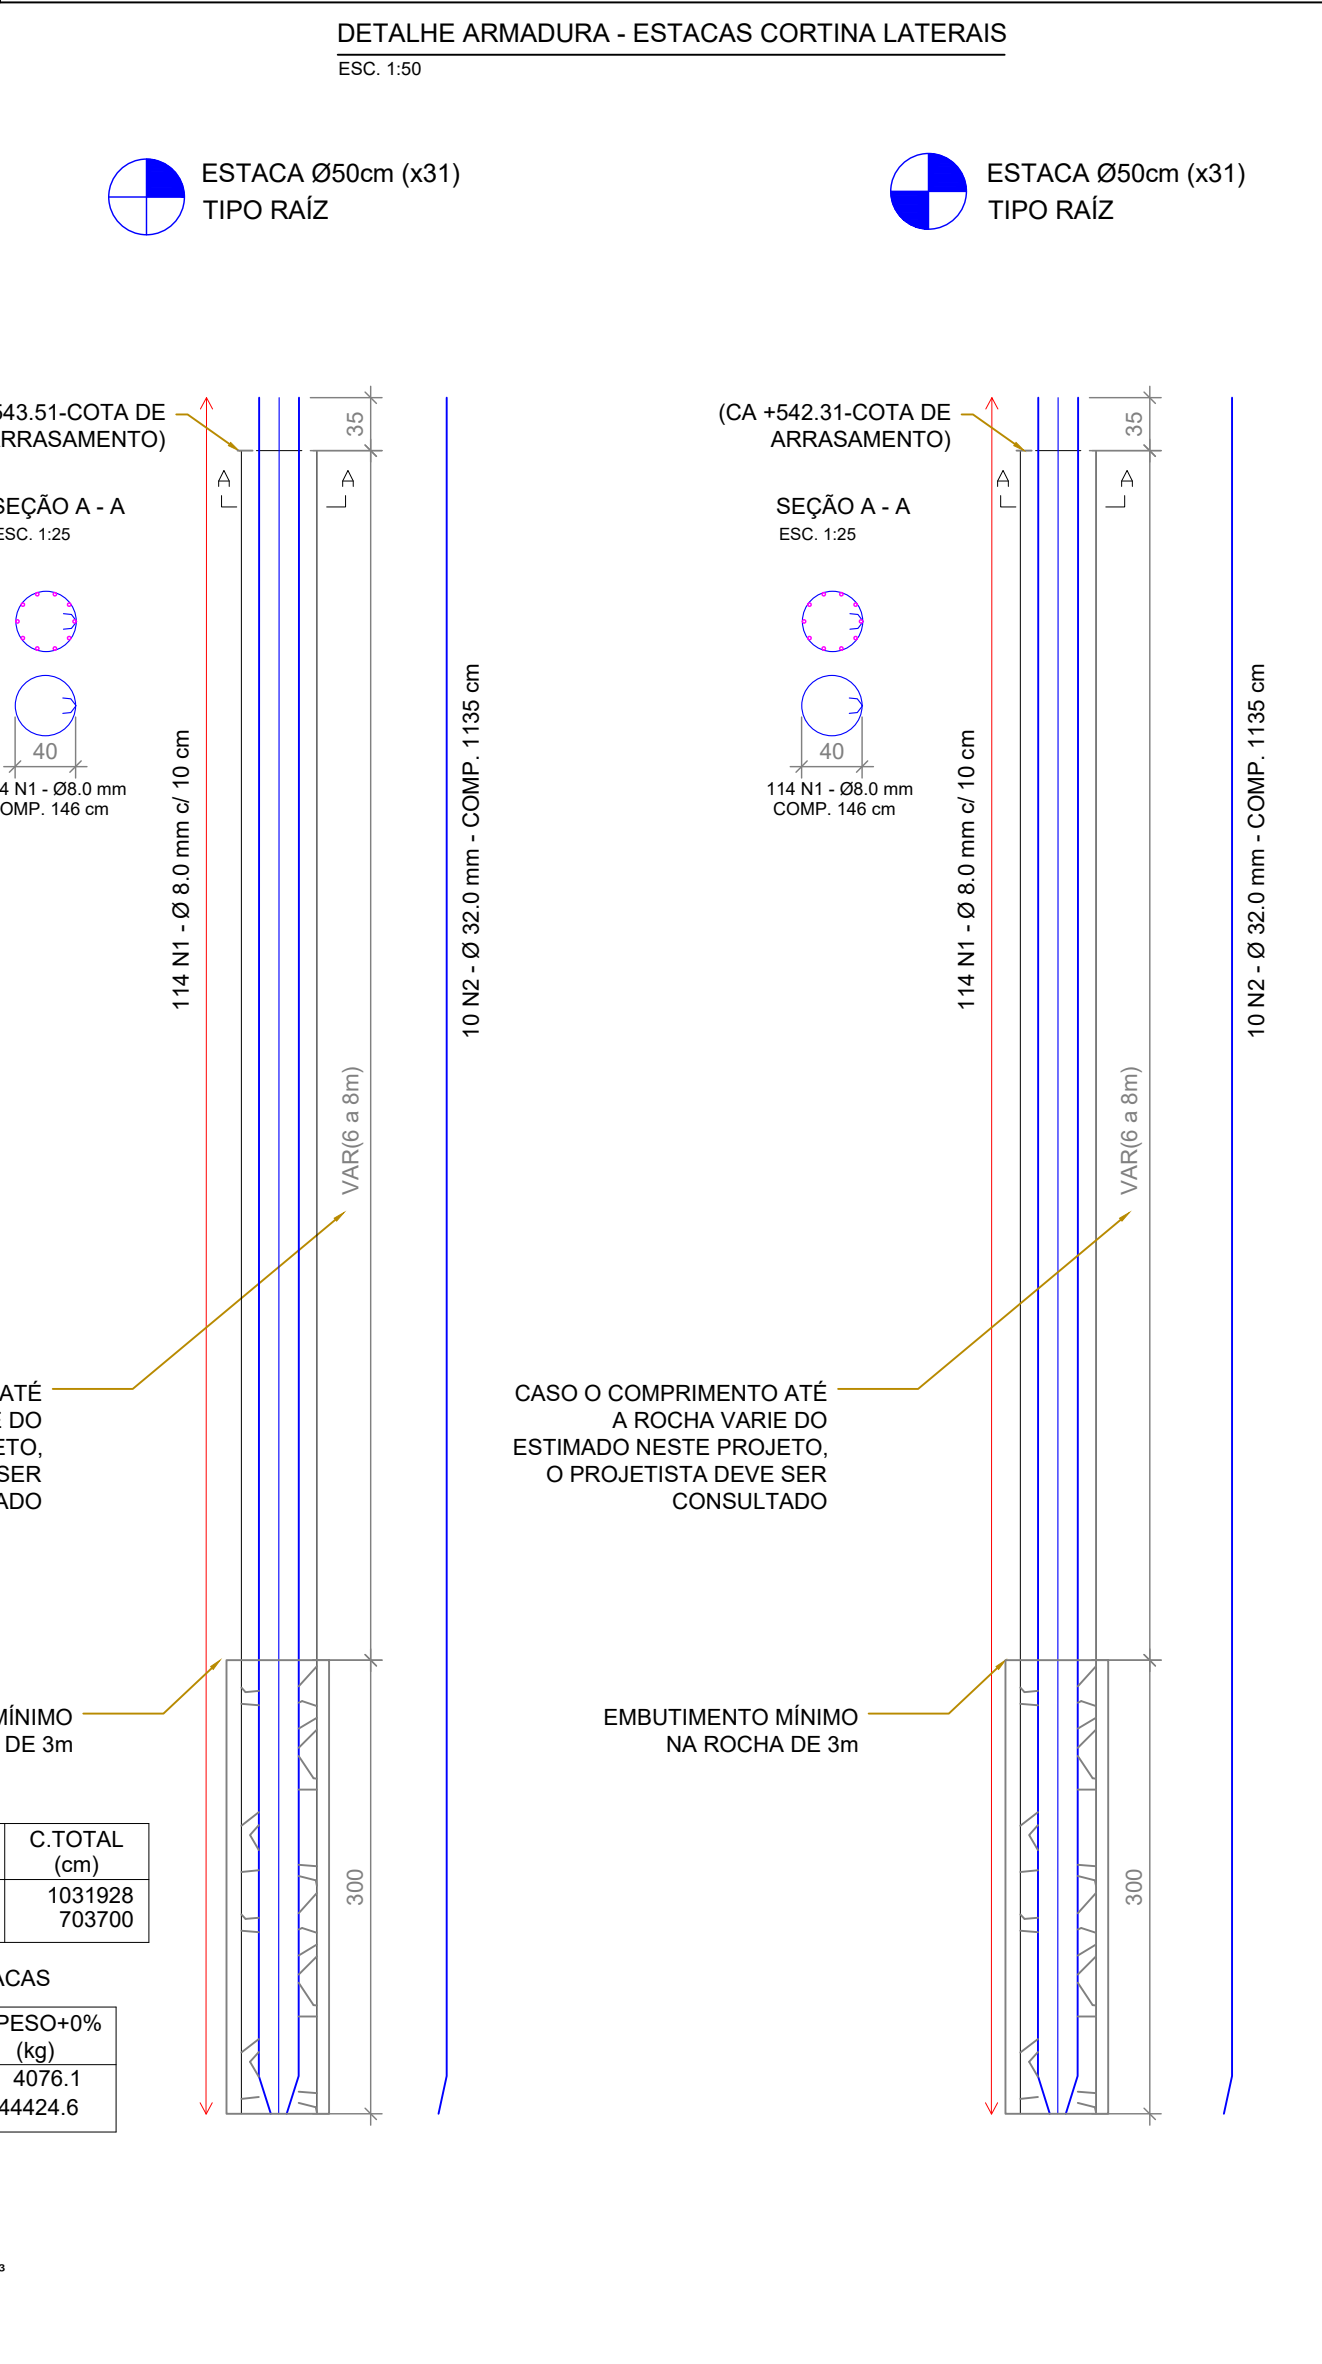 DETALHE ARMADURA - ESTACAS CORTINA LATERAIS
ESC. 1:50
ESTACA Ø50cm (x31)
TIPO RAÍZ
543.51-COTA DE
ARRASAMENTO)
35
A
A
SEÇÃO A - A
ESC. 1:25
40
4 N1 - Ø8.0 mm
COMP. 146 cm
114 N1 - Ø 8.0 mm c/ 10 cm
10 N2 - Ø 32.0 mm - COMP. 1135 cm
VAR(6 a 8m)
ATÉ
E DO
ETO,
SER
ADO
MÍNIMO
DE 3m
300
C.TOTAL
(cm)
1031928
703700
ACAS
PESO+0%
(kg)
4076.1
44424.6
3
ESTACA Ø50cm (x31)
TIPO RAÍZ
(CA +542.31-COTA DE
ARRASAMENTO)
35
A
A
SEÇÃO A - A
ESC. 1:25
40
114 N1 - Ø8.0 mm
COMP. 146 cm
114 N1 - Ø 8.0 mm c/ 10 cm
10 N2 - Ø 32.0 mm - COMP. 1135 cm
VAR(6 a 8m)
CASO O COMPRIMENTO ATÉ
A ROCHA VARIE DO
ESTIMADO NESTE PROJETO,
O PROJETISTA DEVE SER
CONSULTADO
EMBUTIMENTO MÍNIMO
NA ROCHA DE 3m
300